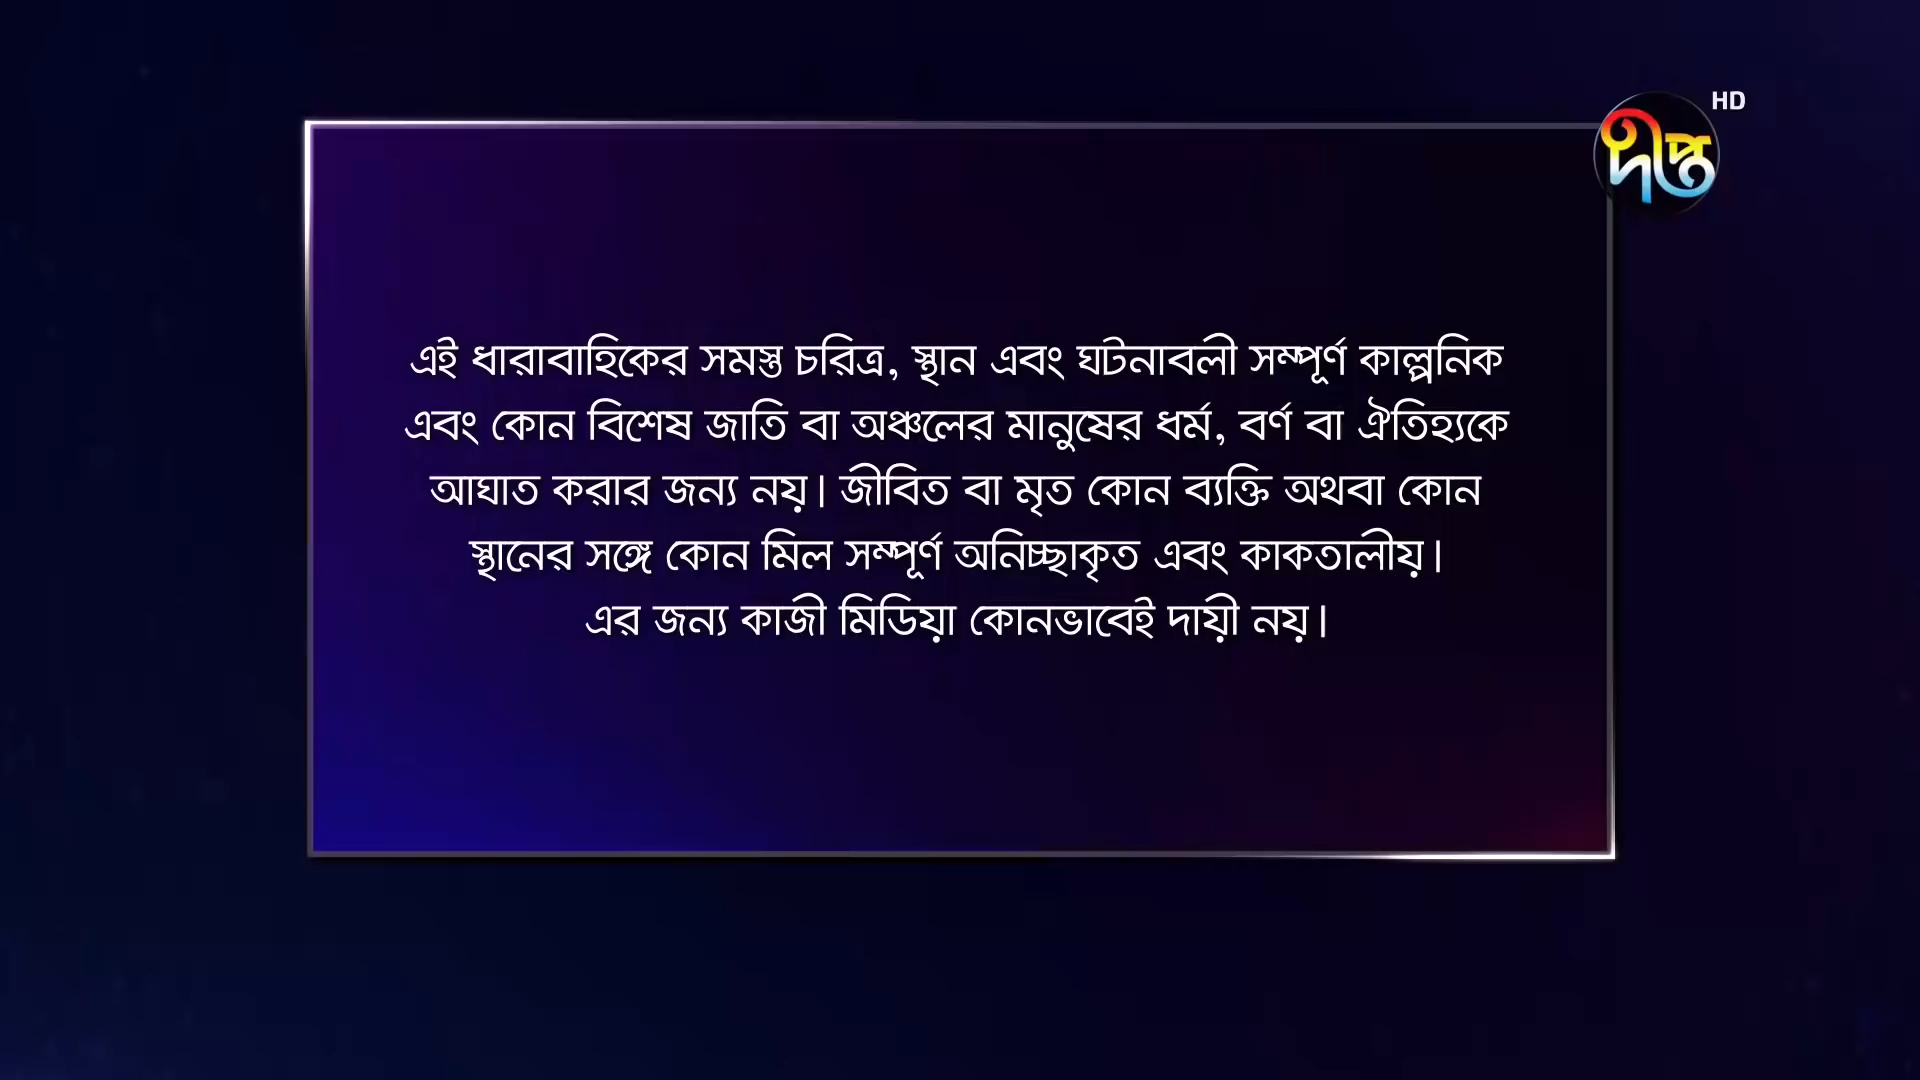 HD
দীপ্ত
এই ধারাবাহিকের সমস্ত চরিত্র, স্থান এবং ঘটনাবলী সম্পূর্ণ কাল্পনিক
এবং কোন বিশেষ জাতি বা অঞ্চলের মানুষের ধর্ম, বর্ণ বা ঐতিহ্যকে
আঘাত করার জন্য নয়। জীবিত বা মৃত কোন ব্যক্তি অথবা কোন
স্থানের সঙ্গে কোন মিল সম্পূর্ণ অনিচ্ছাকৃত এবং কাকতালীয়।
এর জন্য কাজী মিডিয়া কোনভাবেই দায়ী নয়।